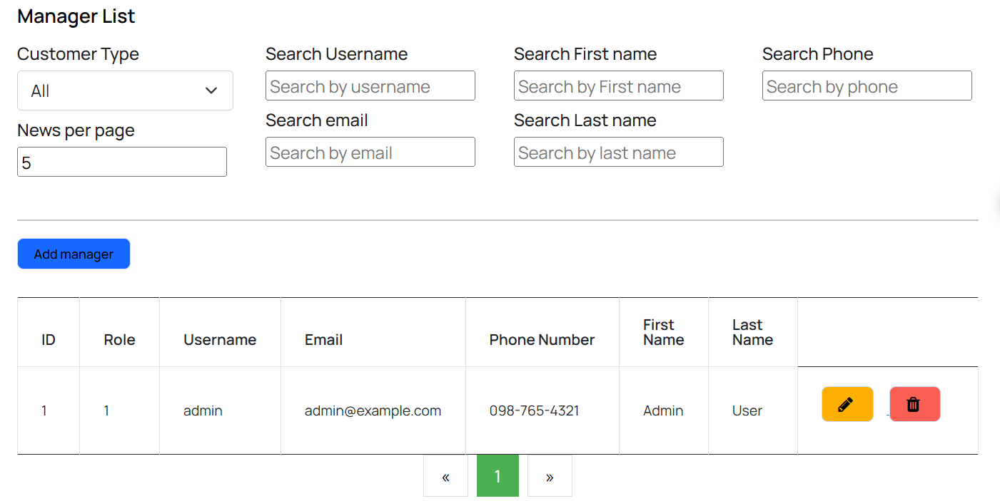 Manager List
Customer Type
Search Username
Search First name
Search Phone
All
Search by username
Search by First name
Search by phone
News per page
Search email
Search Last name
5
Search by email
Search by last name
Add manager
ID
Role
Username
Email
Phone Number
First
Name
Last
Name
1
1
admin
admin@example.com
098-765-4321
Admin
User
«
1
»